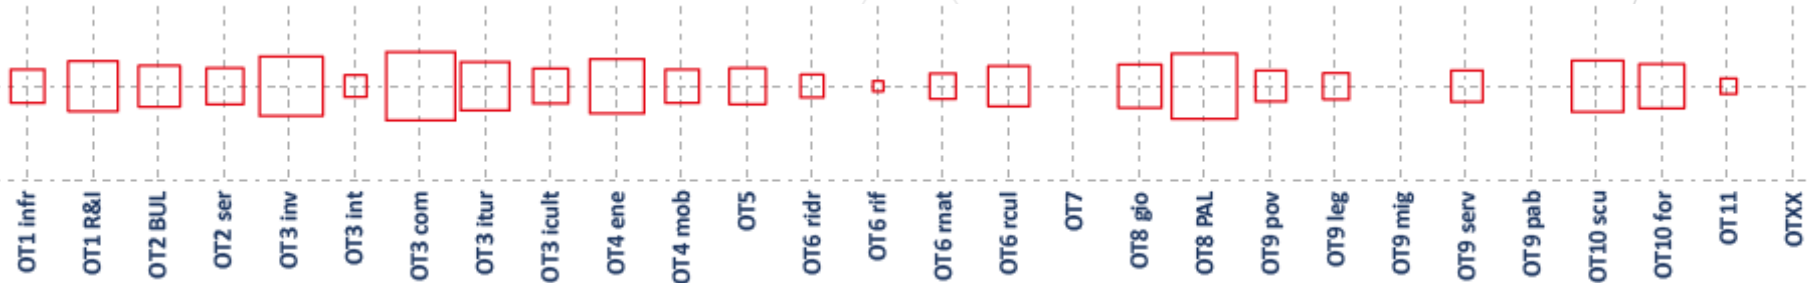 OT1 infr
OT1 R&I
OT2 BUL
OT2 ser
OT3 inv
OT3 int
OT3 com
OT3 itur
OT3 icult
OT4 ene
OT4 mob
OT5
OT6 ridr
OT6 rif
OT6 rnat
OT6 rcul
OT7
OT8 gio
OT8 PAL
OT9 pov
OT9 leg
OT9 mig
OT9 serv
OT9 pab
OT10 scu
OT10 for
OT11
OTXX